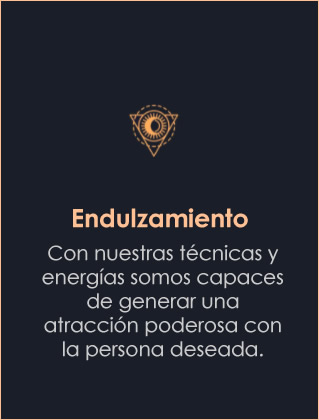 Endulzamiento
Con nuestras técnicas y
energías somos capaces
de generar una
atracción poderosa con
la persona deseada.